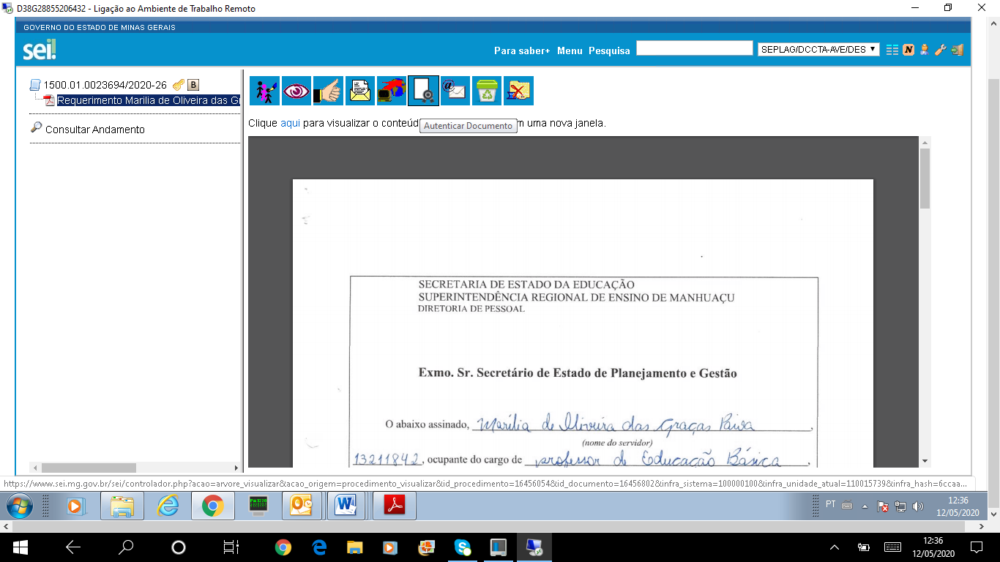 D38G28855206432 - Ligação ao Ambiente de Trabalho Remoto
GOVERNO DO ESTADO DE MINAS GERAIS
sei!
Para saber+ Menu Pesquisa
SEPLAG/DCCTA-AVE/DES
N
1500.01.0023694/2020-26 B
Requerimento Marilia de Oliveira das Gr
Consultar Andamento
Clique aqui para visualizar o conteúd
m uma nova janela.
Autenticar Documento
SECRETARIA DE ESTADO DA EDUCAÇÃO
SUPERINTENDÊNCIA REGIONAL DE ENSINO DE MANHUAÇU
DIRETORIA DE PESSOAL
Exmo. Sr. Secretário de Estado de Planejamento e Gestão
O abaixo assinado, Marília de Oliveira das Graças Paiva,
(nome do servidor)
13211842, ocupante do cargo de professor de Educação Básica,
https://www.sei.mg.gov.br/sei/controlador.php?acao=arvore_visualizar&acao_origem=procedimento_visualizar&id_procedimento=16456054&id_documento=16456802&infra_sistema=100000100&infra_unidade_atual=110015739&infra_hash=6ccaa...
PT
12:36
12/05/2020
12:36
12/05/2020